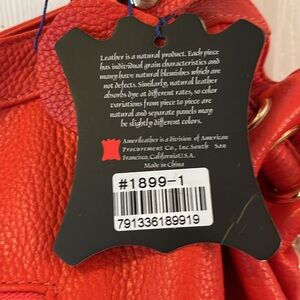 Leather is a natural product. Each piece
has individual grain characteristics and
many have natural blemishes which are
not defects. Similarly, natural leather
absorbs dye at different rates, so color
variations from piece to piece are
natural and separate panels may
be slightly different colors.
Amerileather is a division of American
Procurement Co., Inc.South San
Francisco, California U.S.A.
Made in China
#1899-1
791336189919